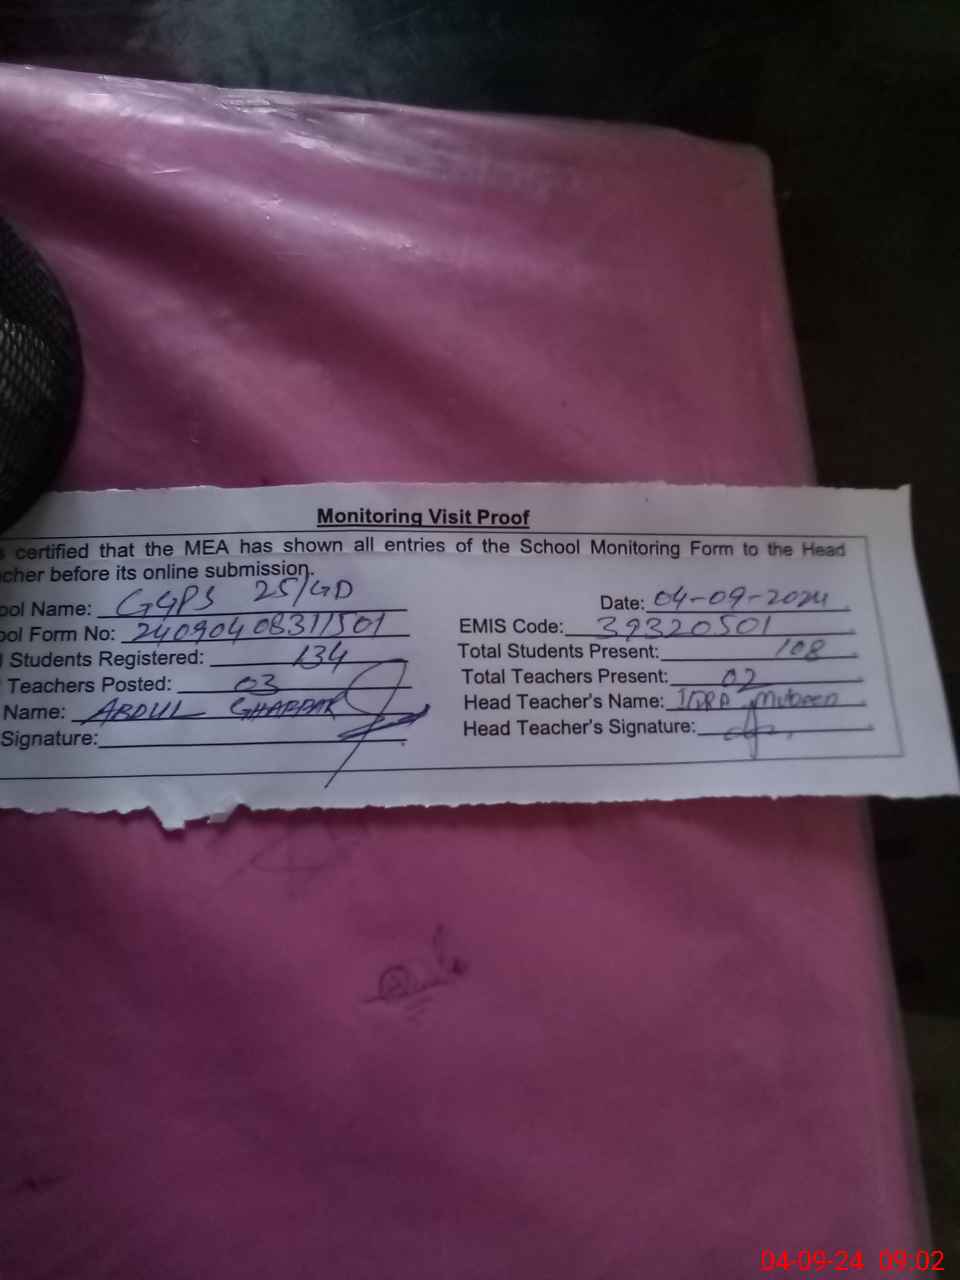 Monitoring Visit Proof
certified that the MEA has shown all entries of the School Monitoring Form to the Head
cher before its online submission.
ool Name: GGPS 25/GD Date: 04-09-2024
ool Form No: 24090408311501 EMIS Code: 39320501
Students Registered: 134 Total Students Present: 108
Teachers Posted: 03 Total Teachers Present: 02
Name: ABDUL GHAFFAR Head Teacher's Name: IQRA Mubeen
Signature: Head Teacher's Signature:
04-09-24 09:02